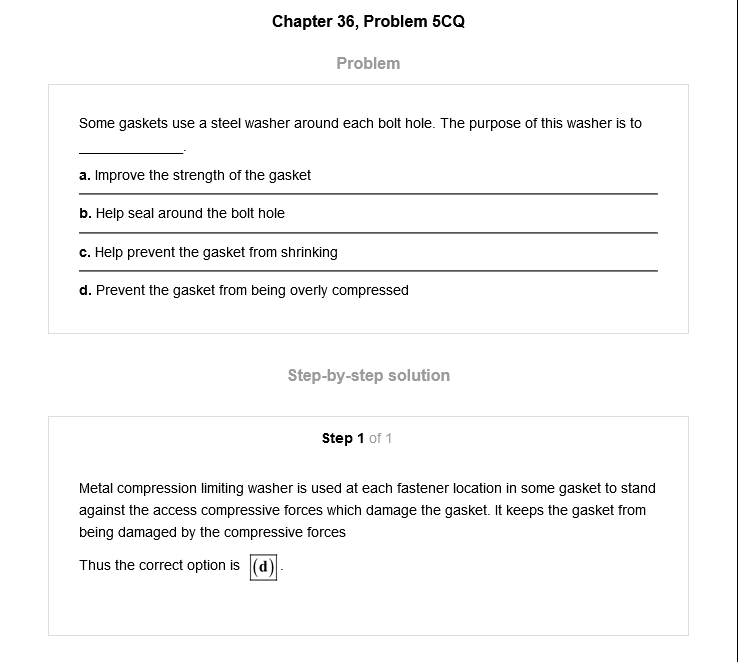 Chapter 36, Problem 5CQ
Problem
Some gaskets use a steel washer around each bolt hole. The purpose of this washer is to
_____________.
a. Improve the strength of the gasket
b. Help seal around the bolt hole
c. Help prevent the gasket from shrinking
d. Prevent the gasket from being overly compressed
Step-by-step solution
Step 1 of 1
Metal compression limiting washer is used at each fastener location in some gasket to stand
against the access compressive forces which damage the gasket. It keeps the gasket from
being damaged by the compressive forces
Thus the correct option is (d).